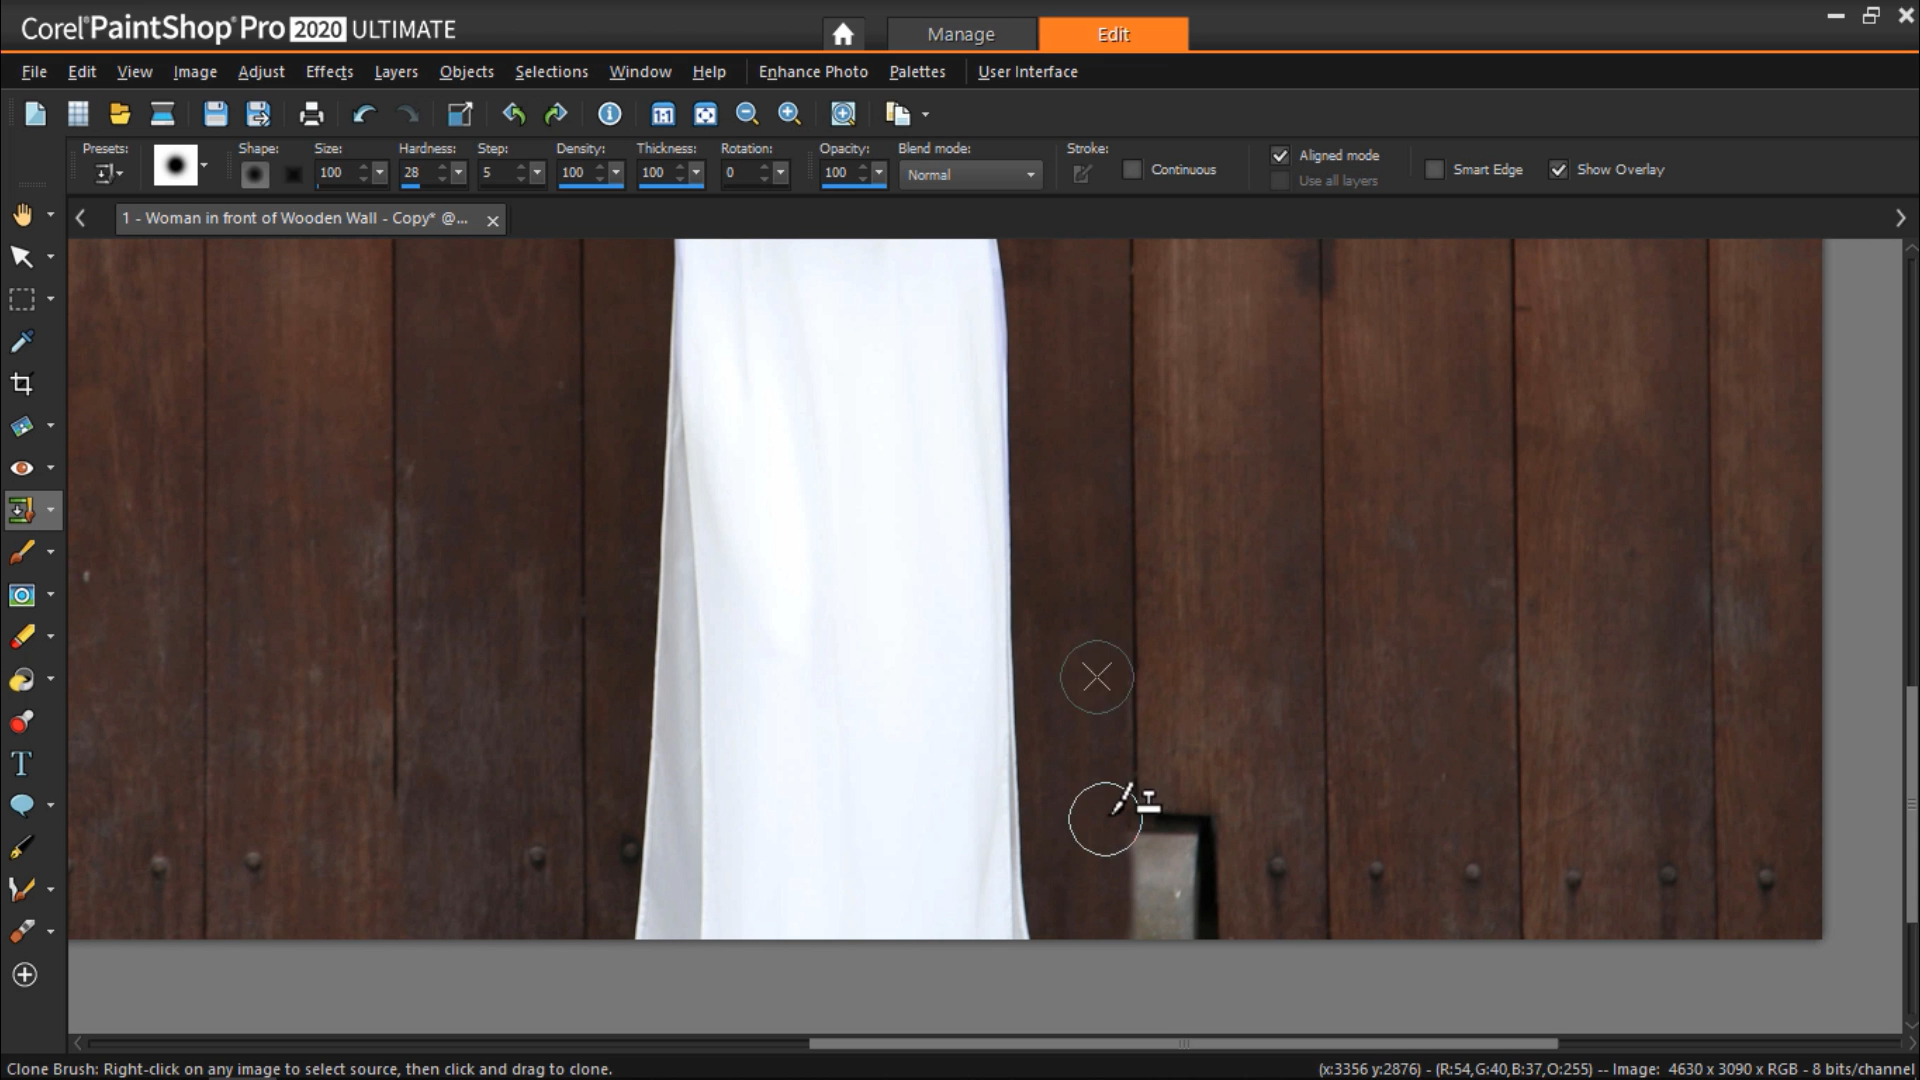 Corel® PaintShop® Pro 2020 ULTIMATE
Manage
Edit
File Edit View Image Adjust Effects Layers Objects Selections Window Help Enhance Photo Palettes User Interface
1:1
Presets: Shape: Size: Hardness: Step: Density: Thickness: Rotation: Opacity: Blend mode: Stroke:
100 28 5 100 100 0 100 Normal
Continuous
Aligned mode
Use all layers
Smart Edge
Show Overlay
1 - Woman in front of Wooden Wall - Copy* @...
T
Clone Brush: Right-click on any image to select source, then click and drag to clone.
(x:3356 y:2876) - (R:54,G:40,B:37,O:255) -- Image: 4630 x 3090 x RGB - 8 bits/channel